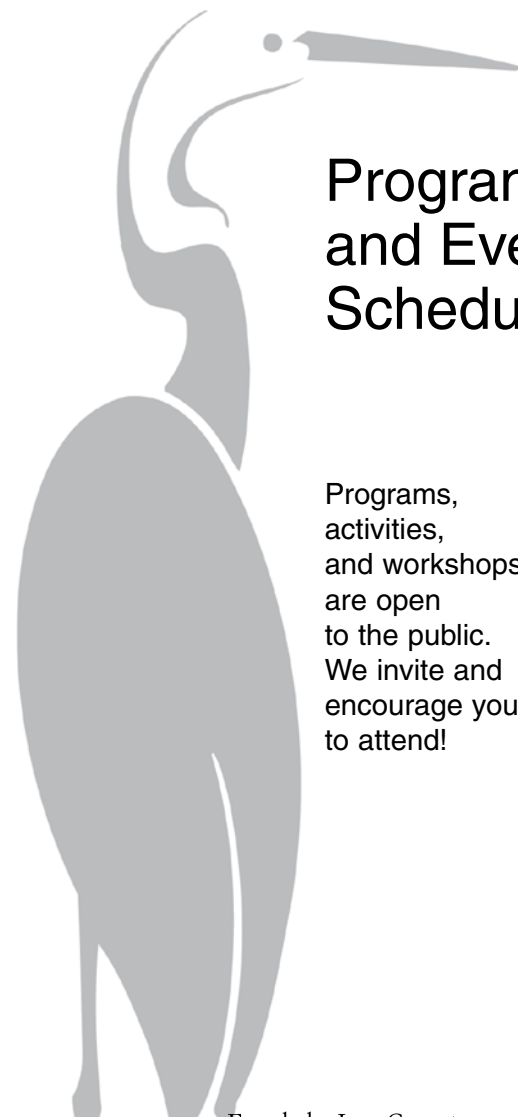 Progra
and Eve
Schedu
Programs,
activities,
and workshops
are open
to the public.
We invite and
encourage you
to attend!